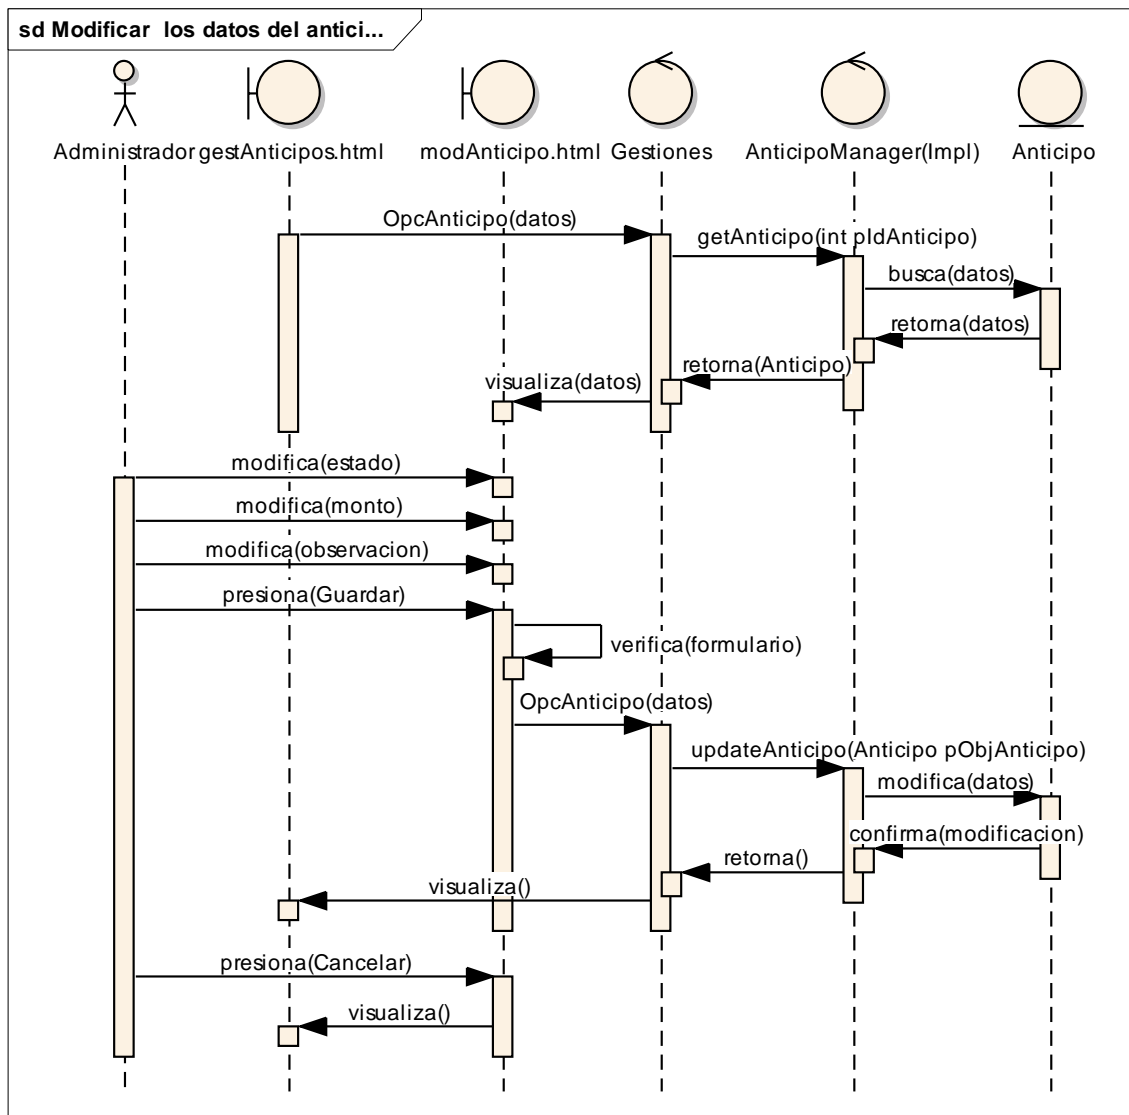 sd Modificar los datos del antici...
Administrador
gestAnticipos.html
modAnticipo.html
Gestiones
AnticipoManager(Impl)
Anticipo
OpcAnticipo(datos)
getAnticipo(int pIdAnticipo)
busca(datos)
retorna(datos)
retorna(Anticipo)
visualiza(datos)
modifica(estado)
modifica(monto)
modifica(observacion)
presiona(Guardar)
verifica(formulario)
OpcAnticipo(datos)
updateAnticipo(Anticipo pObjAnticipo)
modifica(datos)
confirma(modificacion)
retorna()
visualiza()
presiona(Cancelar)
visualiza()